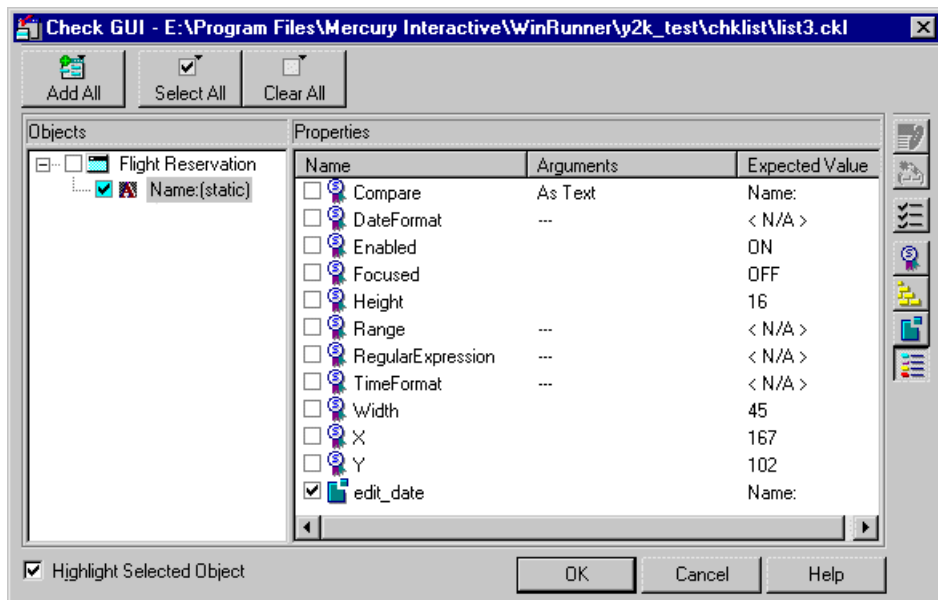 Check GUI - E:\Program Files\Mercury Interactive\WinRunner\y2k_test\chklist\list3.ckl
Add All Select All Clear All
Objects Properties
Flight Reservation
Name:(static)
Name Arguments Expected Value
Compare As Text Name:
DateFormat --- < N/A >
Enabled ON
Focused OFF
Height 16
Range --- < N/A >
RegularExpression --- < N/A >
TimeFormat --- < N/A >
Width 45
X 167
Y 102
edit_date Name:
Highlight Selected Object OK Cancel Help